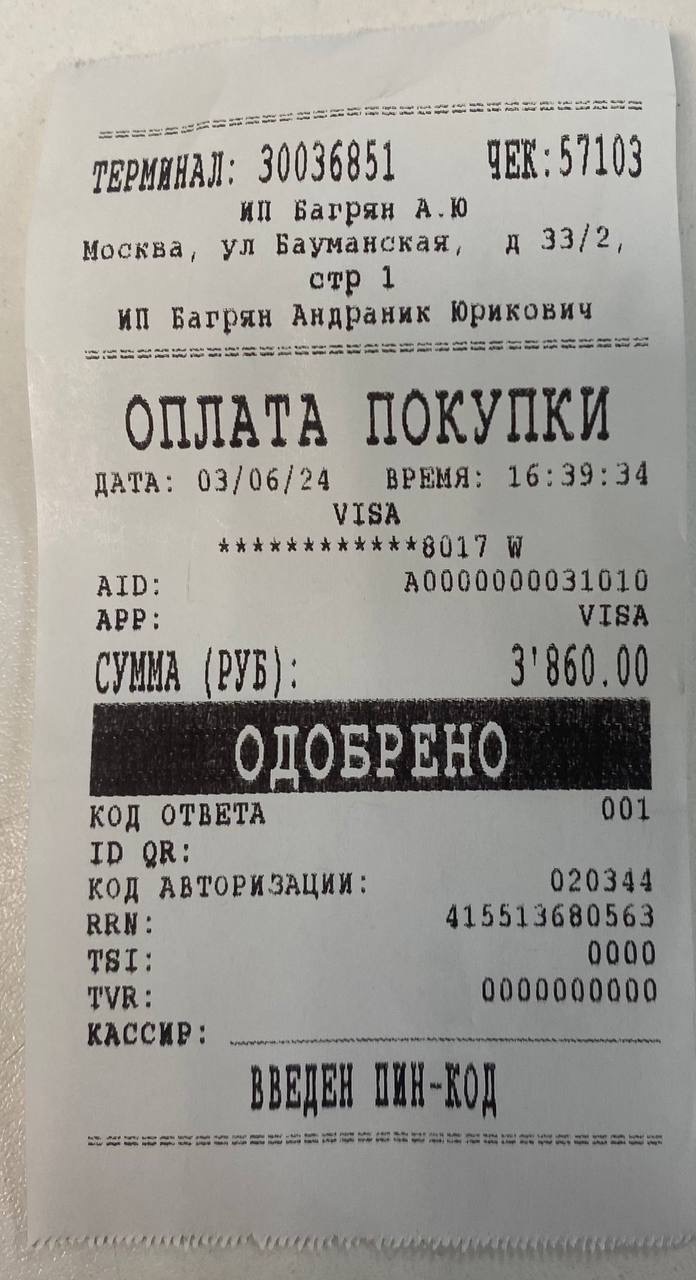 ТЕРМИНАЛ: 30036851 ЧЕК:57103
ИП Багрян А.Ю
Москва, ул Бауманская, д 33/2,
стр 1
ИП Багрян Андраник Юрикович
ОПЛАТА ПОКУПКИ
ДАТА: 03/06/24 ВРЕМЯ: 16:39:34
VISA
************8017 W
AID: A0000000031010
APP: VISA
СУММА (РУБ): 3'860.00
ОДОБРЕНО
КОД ОТВЕТА 001
ID QR:
КОД АВТОРИЗАЦИИ: 020344
RRN: 415513680563
TSI: 0000
TVR: 0000000000
КАССИР:
ВВЕДЕН ПИН-КОД